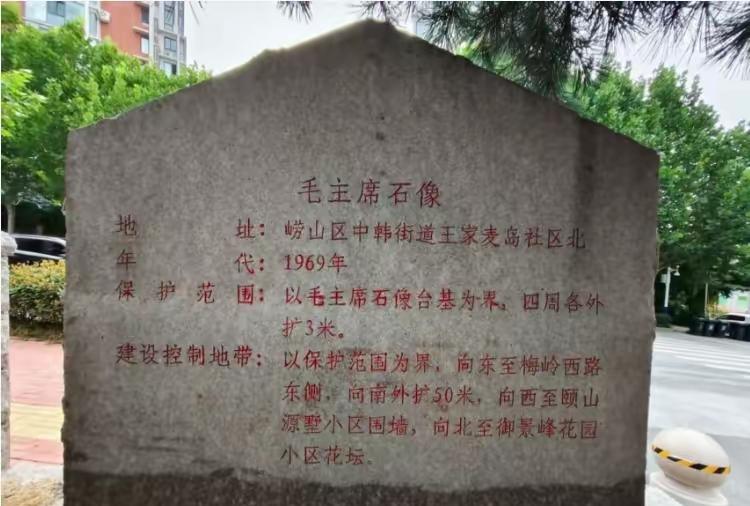 毛主席石像
地址：崂山区中韩街道王家麦岛社区北
年代：1969年
保护范围：以毛主席石像台基为界，四周各外
扩3米。
建设控制地带：以保护范围为界，向东至梅岭西路
东侧，向南外扩50米，向西至颐山
源墅小区围墙，向北至御景峰花园
小区花坛。